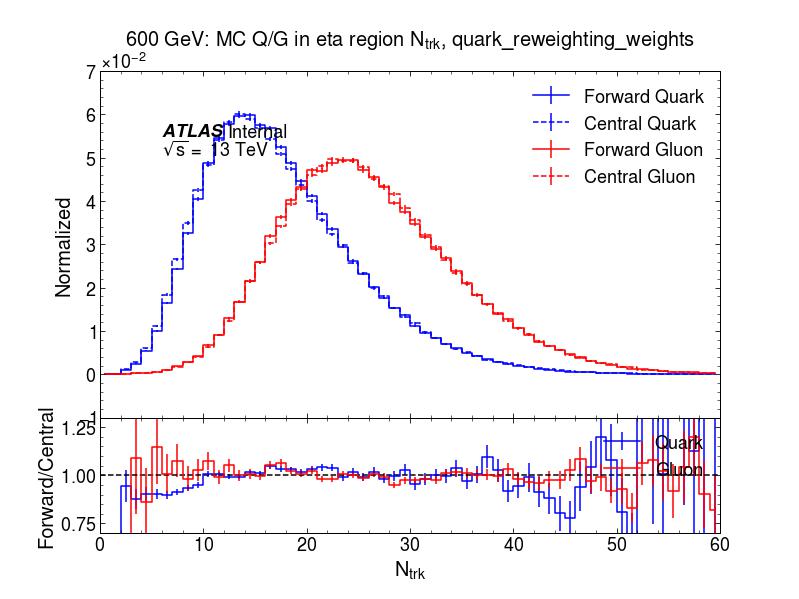 600 GeV: MC Q/G in eta region N_trk, quark_reweighting_weights
×10⁻²
7
6
5
4
3
2
1
0
Normalized
ATLAS Internal
√s = 13 TeV
Forward Quark
Central Quark
Forward Gluon
Central Gluon
1.25
1.00
0.75
Forward/Central
Quark
Gluon
0 10 20 30 40 50 60
N_trk